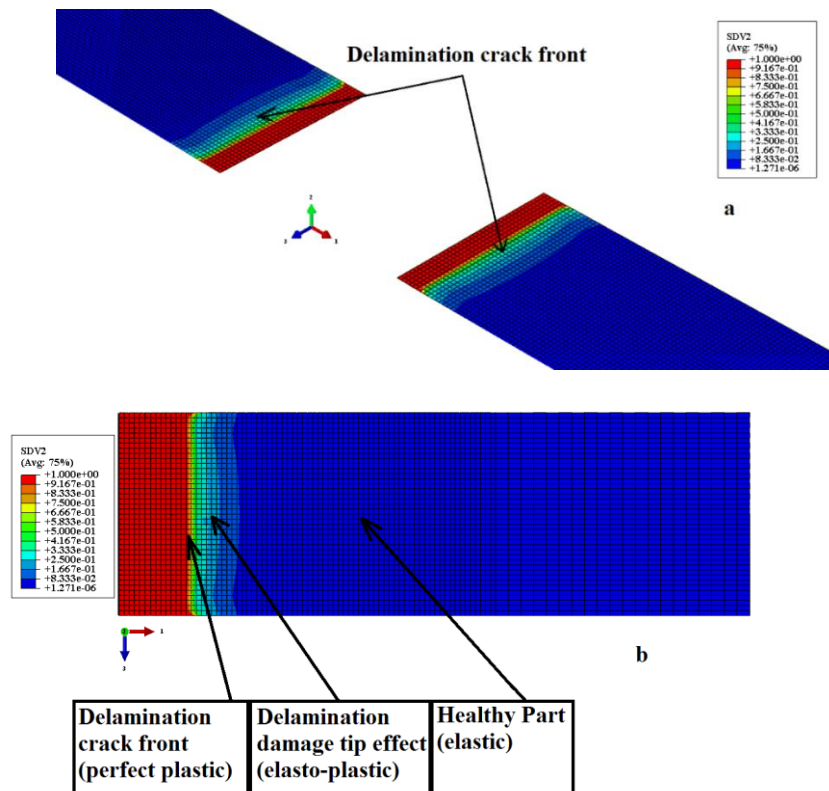 Delamination crack front
SDV2
(Avg: 75%)
+1.000e+00
+9.167e-01
+8.333e-01
+7.500e-01
+6.667e-01
+5.833e-01
+5.000e-01
+4.167e-01
+3.333e-01
+2.500e-01
+1.667e-01
+8.333e-02
+1.271e-06
a
2
3
1
SDV2
(Avg: 75%)
+1.000e+00
+9.167e-01
+8.333e-01
+7.500e-01
+6.667e-01
+5.833e-01
+5.000e-01
+4.167e-01
+3.333e-01
+2.500e-01
+1.667e-01
+8.333e-02
+1.271e-06
1
3
b
Delamination
crack front
(perfect plastic)
Delamination
damage tip effect
(elasto-plastic)
Healthy Part
(elastic)